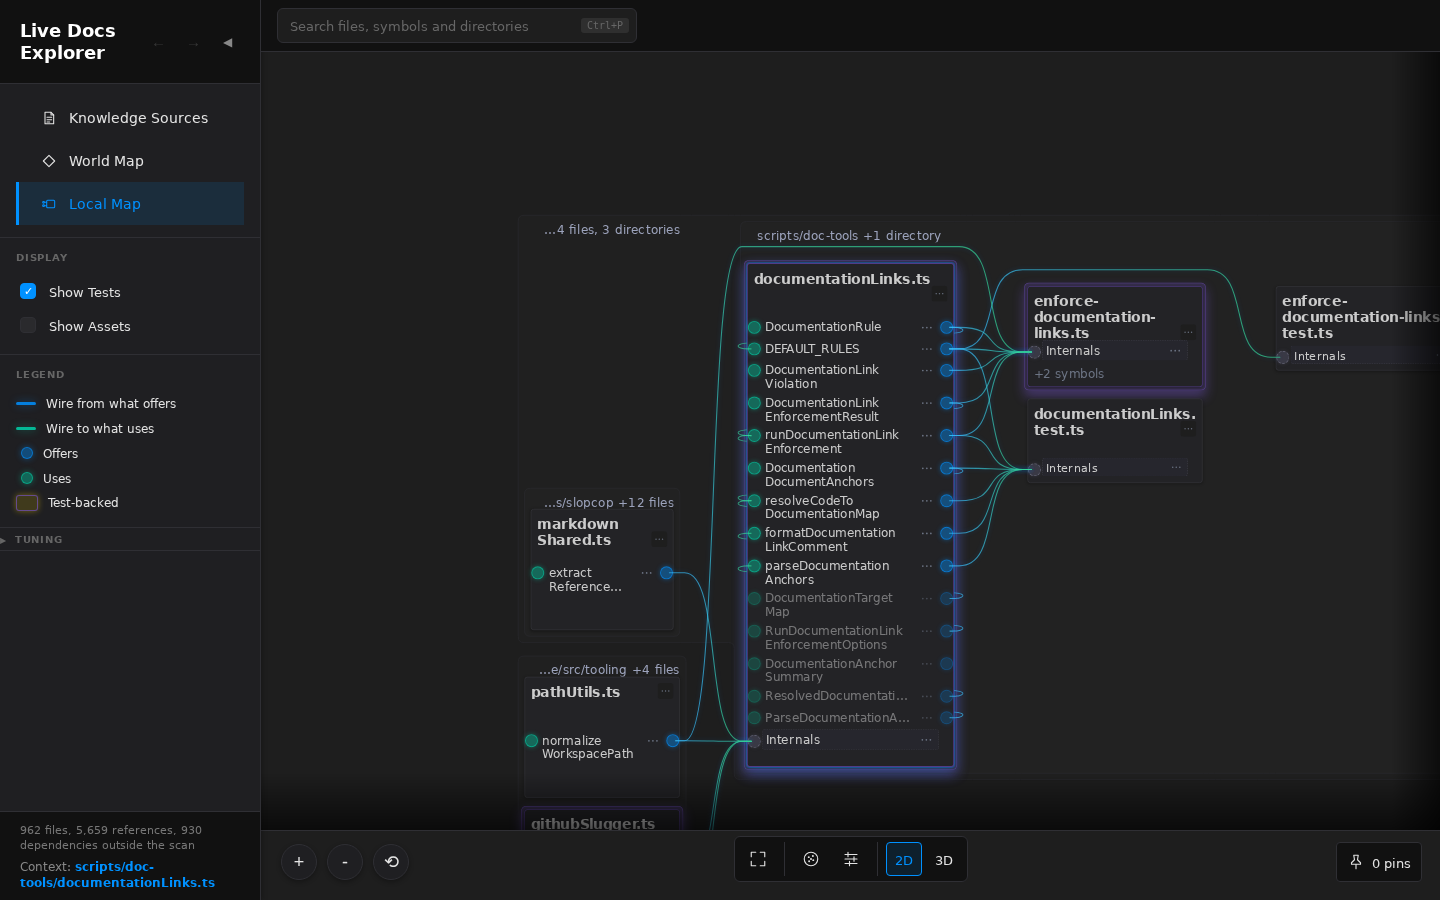 Live Docs
Explorer
Search files, symbols and directories
Ctrl+P
Knowledge Sources
World Map
Local Map
DISPLAY
Show Tests
Show Assets
LEGEND
Wire from what offers
Wire to what uses
Offers
Uses
Test-backed
TUNING
962 files, 5,659 references, 930
dependencies outside the scan
Context: scripts/doc-
tools/documentationLinks.ts
...4 files, 3 directories
...s/slopcop +12 files
markdown
Shared.ts
...
extract
Reference...
...
...e/src/tooling +4 files
pathUtils.ts
...
normalize
WorkspacePath
...
githubSlugger.ts
scripts/doc-tools +1 directory
documentationLinks.ts
...
DocumentationRule ...
DEFAULT_RULES ...
DocumentationLink ...
Violation
DocumentationLink ...
EnforcementResult
runDocumentationLink ...
Enforcement
Documentation ...
DocumentAnchors
resolveCodeTo ...
DocumentationMap
formatDocumentation ...
LinkComment
parseDocumentation ...
Anchors
DocumentationTarget ...
Map
RunDocumentationLink ...
EnforcementOptions
DocumentationAnchor ...
Summary
ResolvedDocumentati... ...
ParseDocumentationA... ...
Internals ...
enforce-
documentation-
links.ts
...
Internals ...
+2 symbols
documentationLinks.
test.ts
...
Internals ...
enforce-
documentation-links
test.ts
Internals
+
-
⟲
2D
3D
0 pins